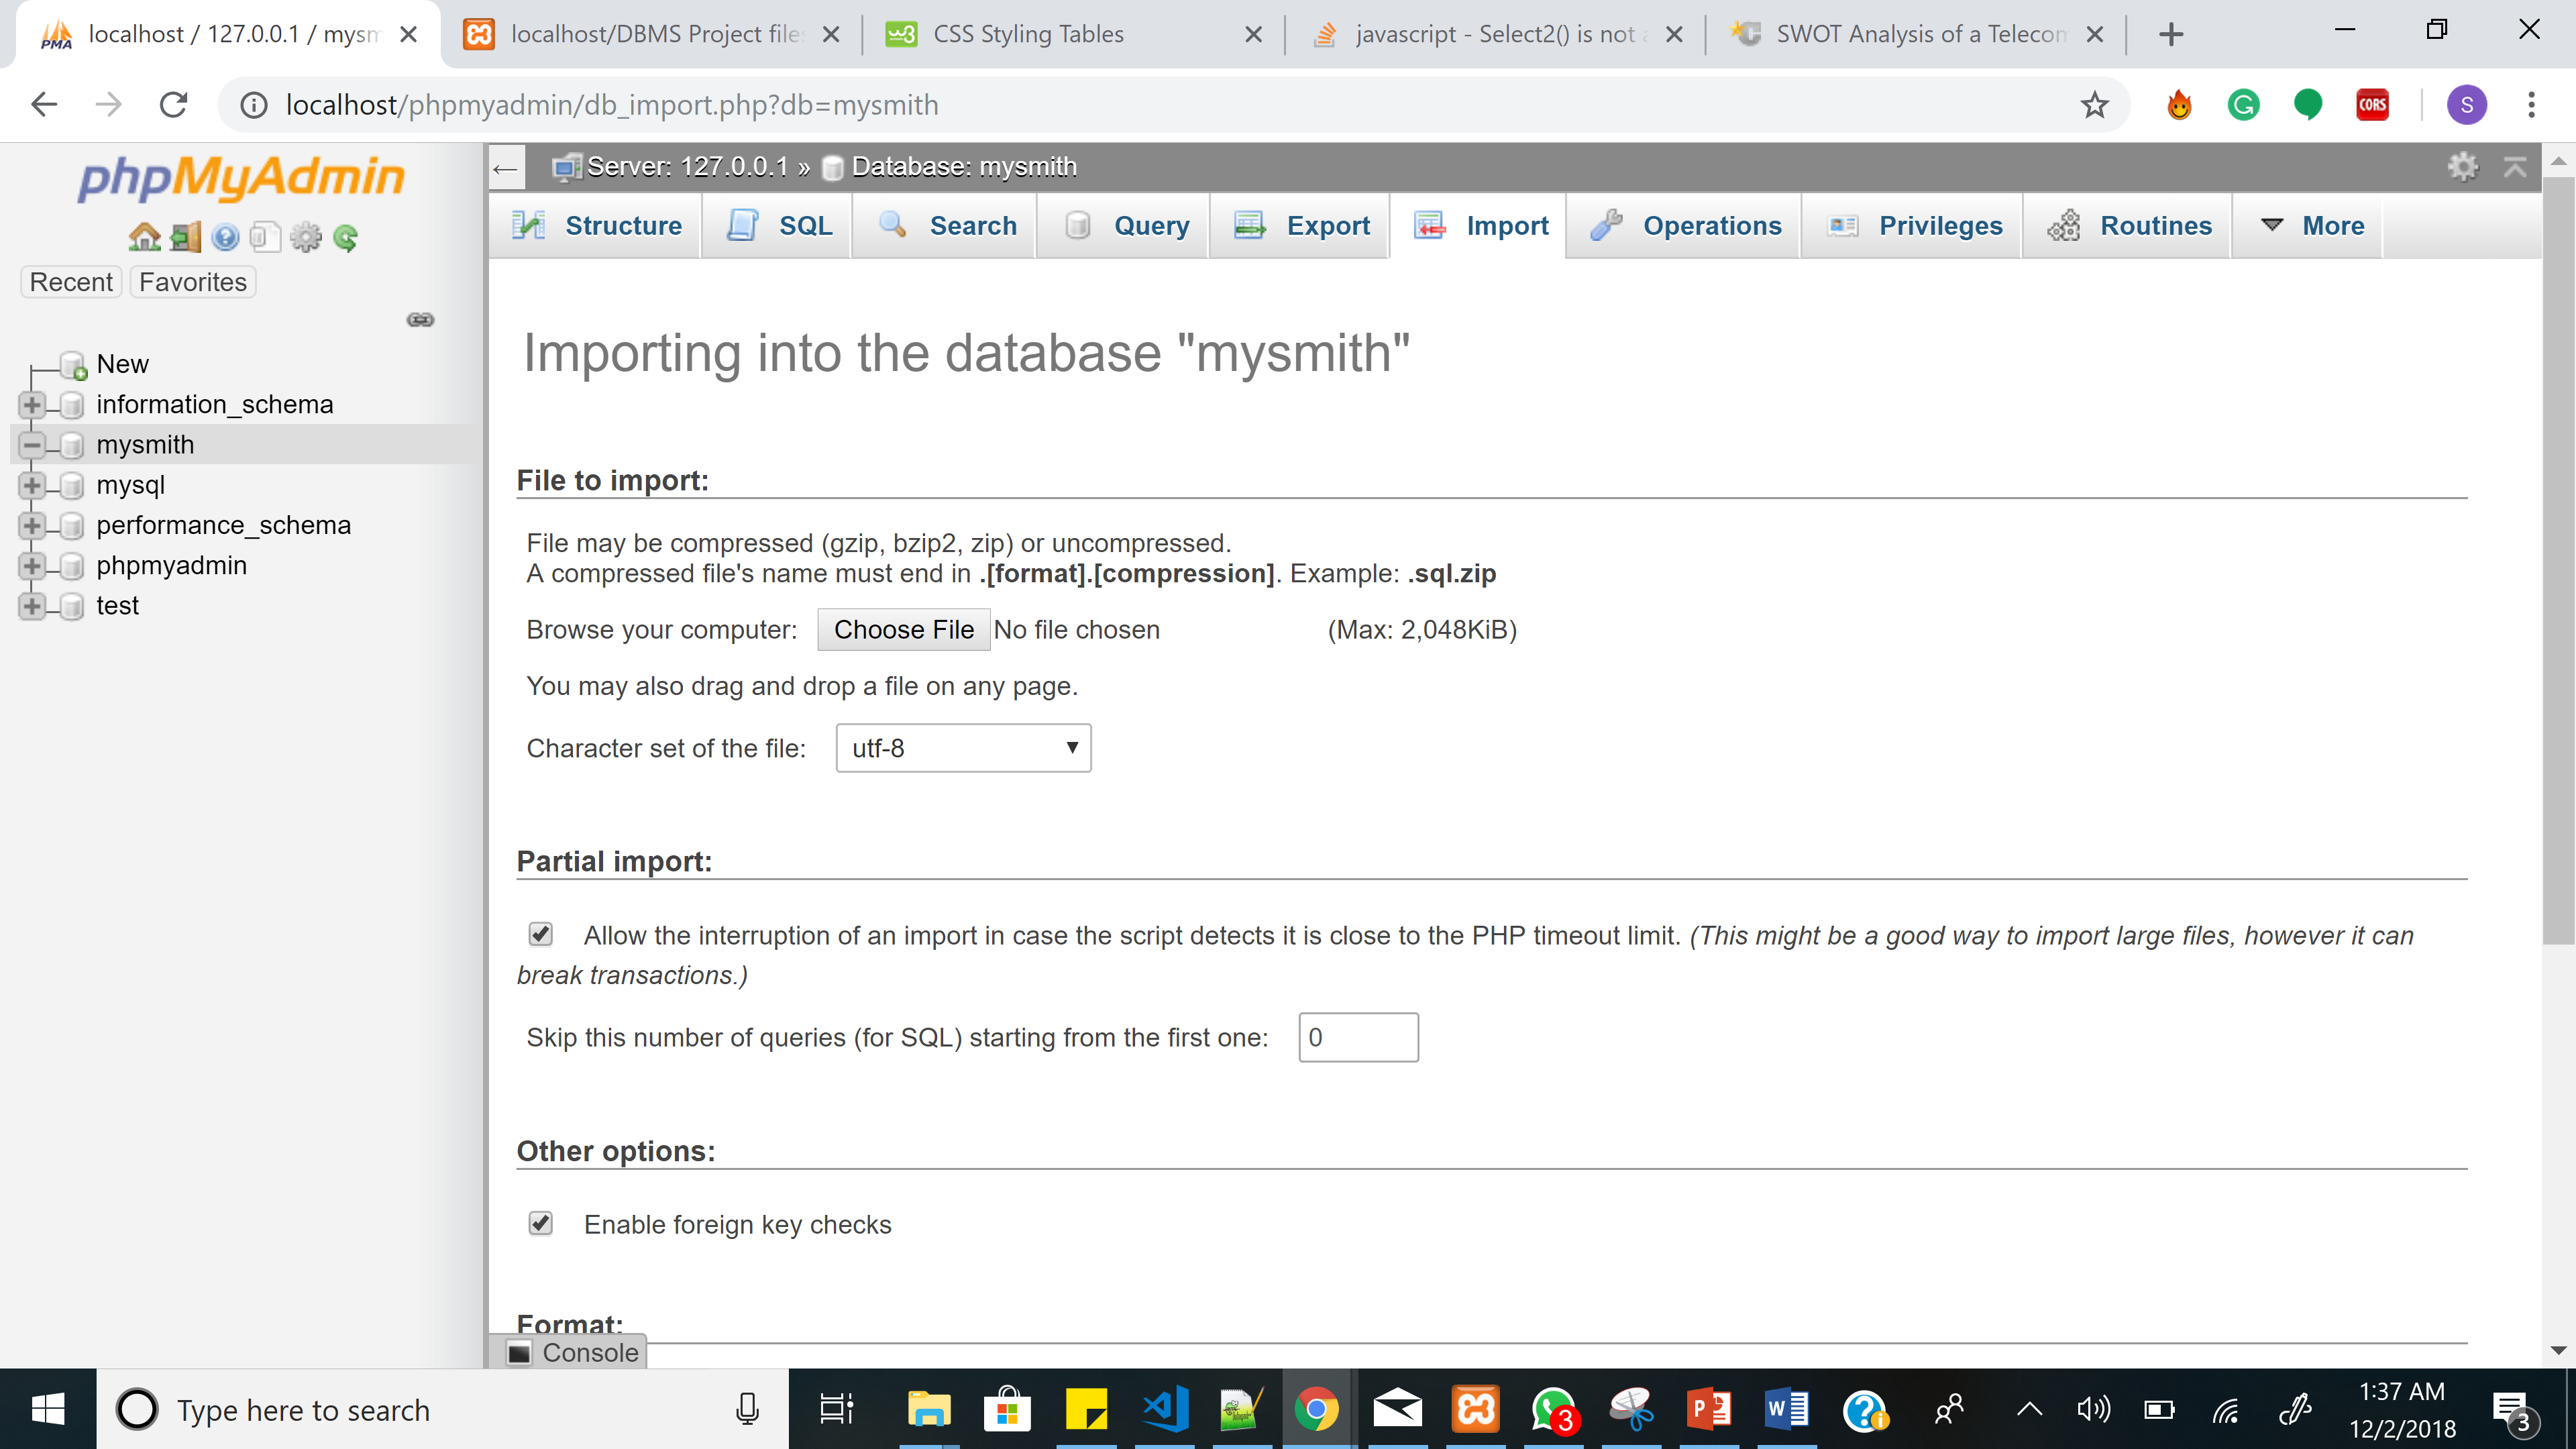 localhost / 127.0.0.1 / mysm
localhost/DBMS Project file
CSS Styling Tables
javascript - Select2() is not a
SWOT Analysis of a Telecom
localhost/phpmyadmin/db_import.php?db=mysmith
CORS
S
phpMyAdmin
Recent
Favorites
New
information_schema
mysmith
mysql
performance_schema
phpmyadmin
test
Server: 127.0.0.1 » Database: mysmith
Structure
SQL
Search
Query
Export
Import
Operations
Privileges
Routines
More
Importing into the database "mysmith"
File to import:
File may be compressed (gzip, bzip2, zip) or uncompressed.
A compressed file's name must end in .[format].[compression]. Example: .sql.zip
Browse your computer: Choose File No file chosen (Max: 2,048KiB)
You may also drag and drop a file on any page.
Character set of the file: utf-8
Partial import:
Allow the interruption of an import in case the script detects it is close to the PHP timeout limit. (This might be a good way to import large files, however it can
break transactions.)
Skip this number of queries (for SQL) starting from the first one: 0
Other options:
Enable foreign key checks
Format:
Console
Type here to search
3
1:37 AM
12/2/2018
3